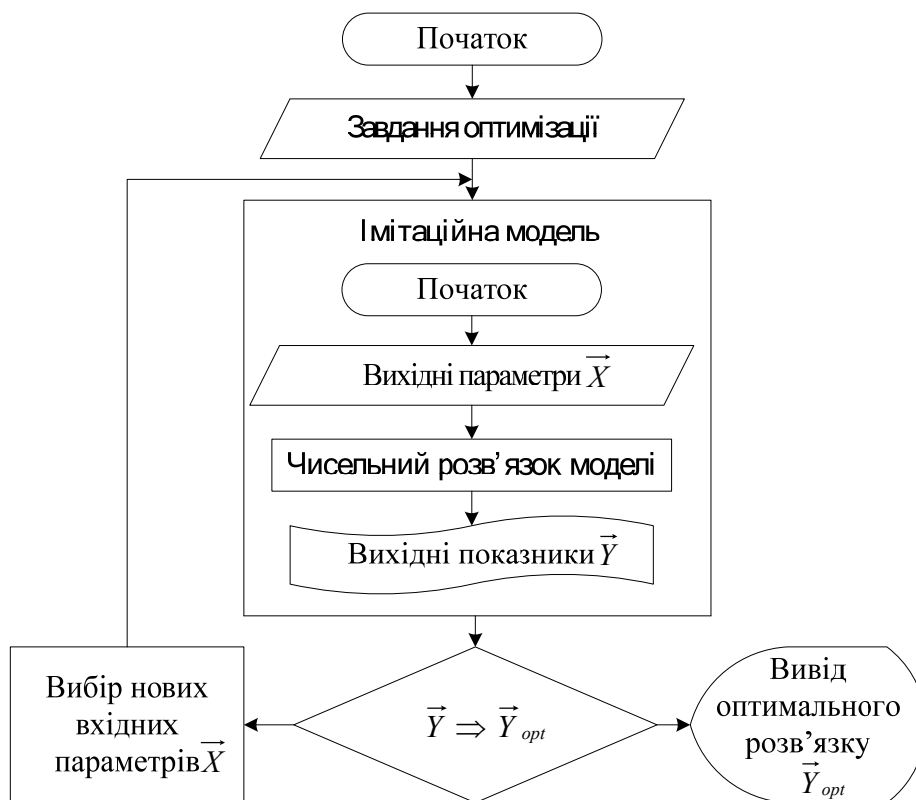 Початок
Завдання оптимізації
Імітаційна модель
Початок
Вихідні параметри X
Чисельний розв'язок моделі
Вихідні показники Y
Вибір нових
вхідних
параметрів X
Y ⇒ Y opt
Вивід
оптимального
розв'язку
Y opt